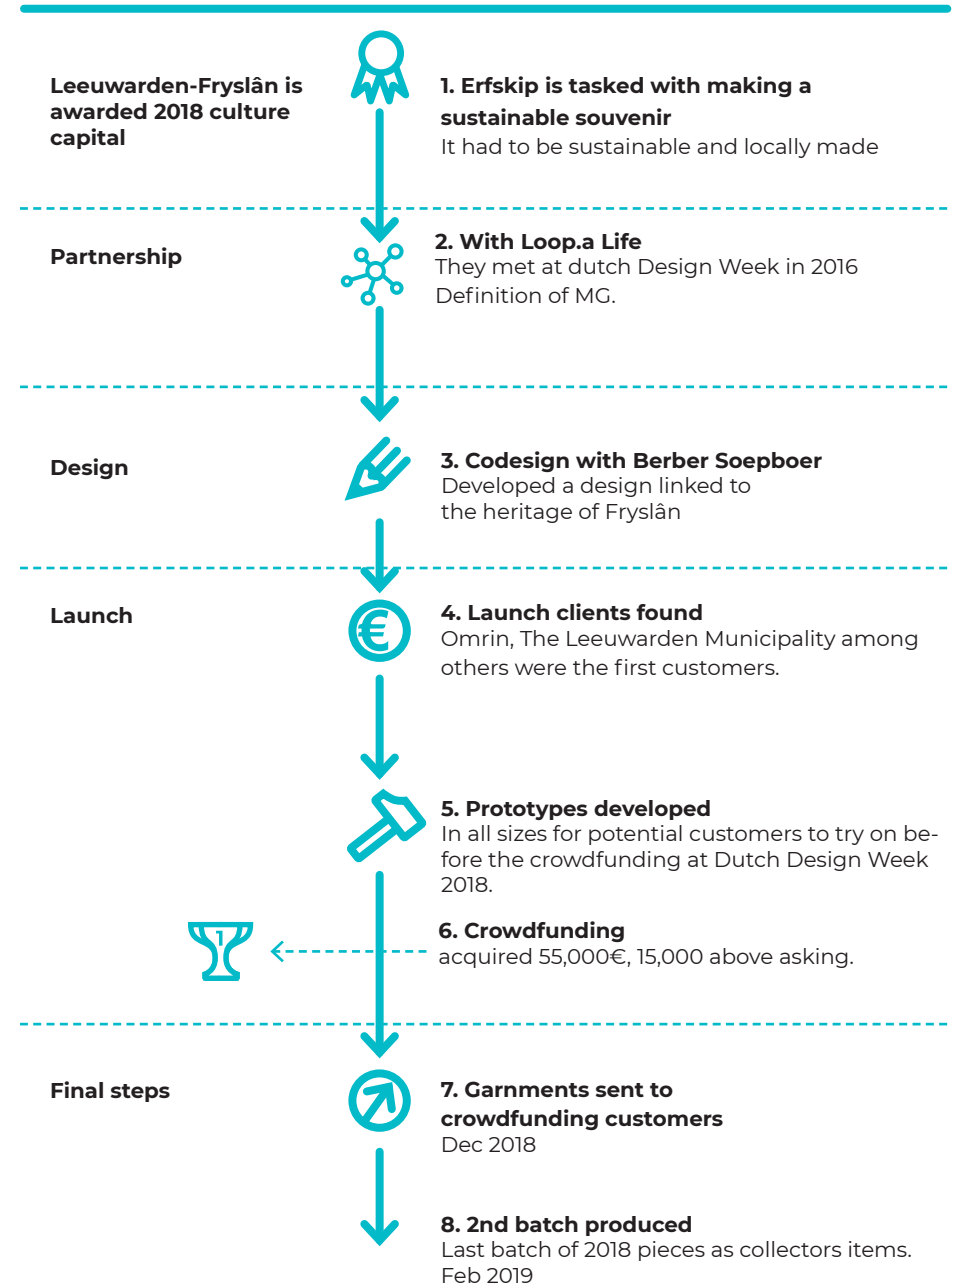 Leeuwarden-Fryslân is
awarded 2018 culture
capital
1. Erfskip is tasked with making a
sustainable souvenir
It had to be sustainable and locally made
Partnership
2. With Loop.a Life
They met at dutch Design Week in 2016
Definition of MG.
Design
3. Codesign with Berber Soepboer
Developed a design linked to
the heritage of Fryslân
Launch
4. Launch clients found
Omrin, The Leeuwarden Municipality among
others were the first customers.
5. Prototypes developed
In all sizes for potential customers to try on be-
fore the crowdfunding at Dutch Design Week
2018.
1
6. Crowdfunding
acquired 55,000€, 15,000 above asking.
Final steps
7. Garnments sent to
crowdfunding customers
Dec 2018
8. 2nd batch produced
Last batch of 2018 pieces as collectors items.
Feb 2019